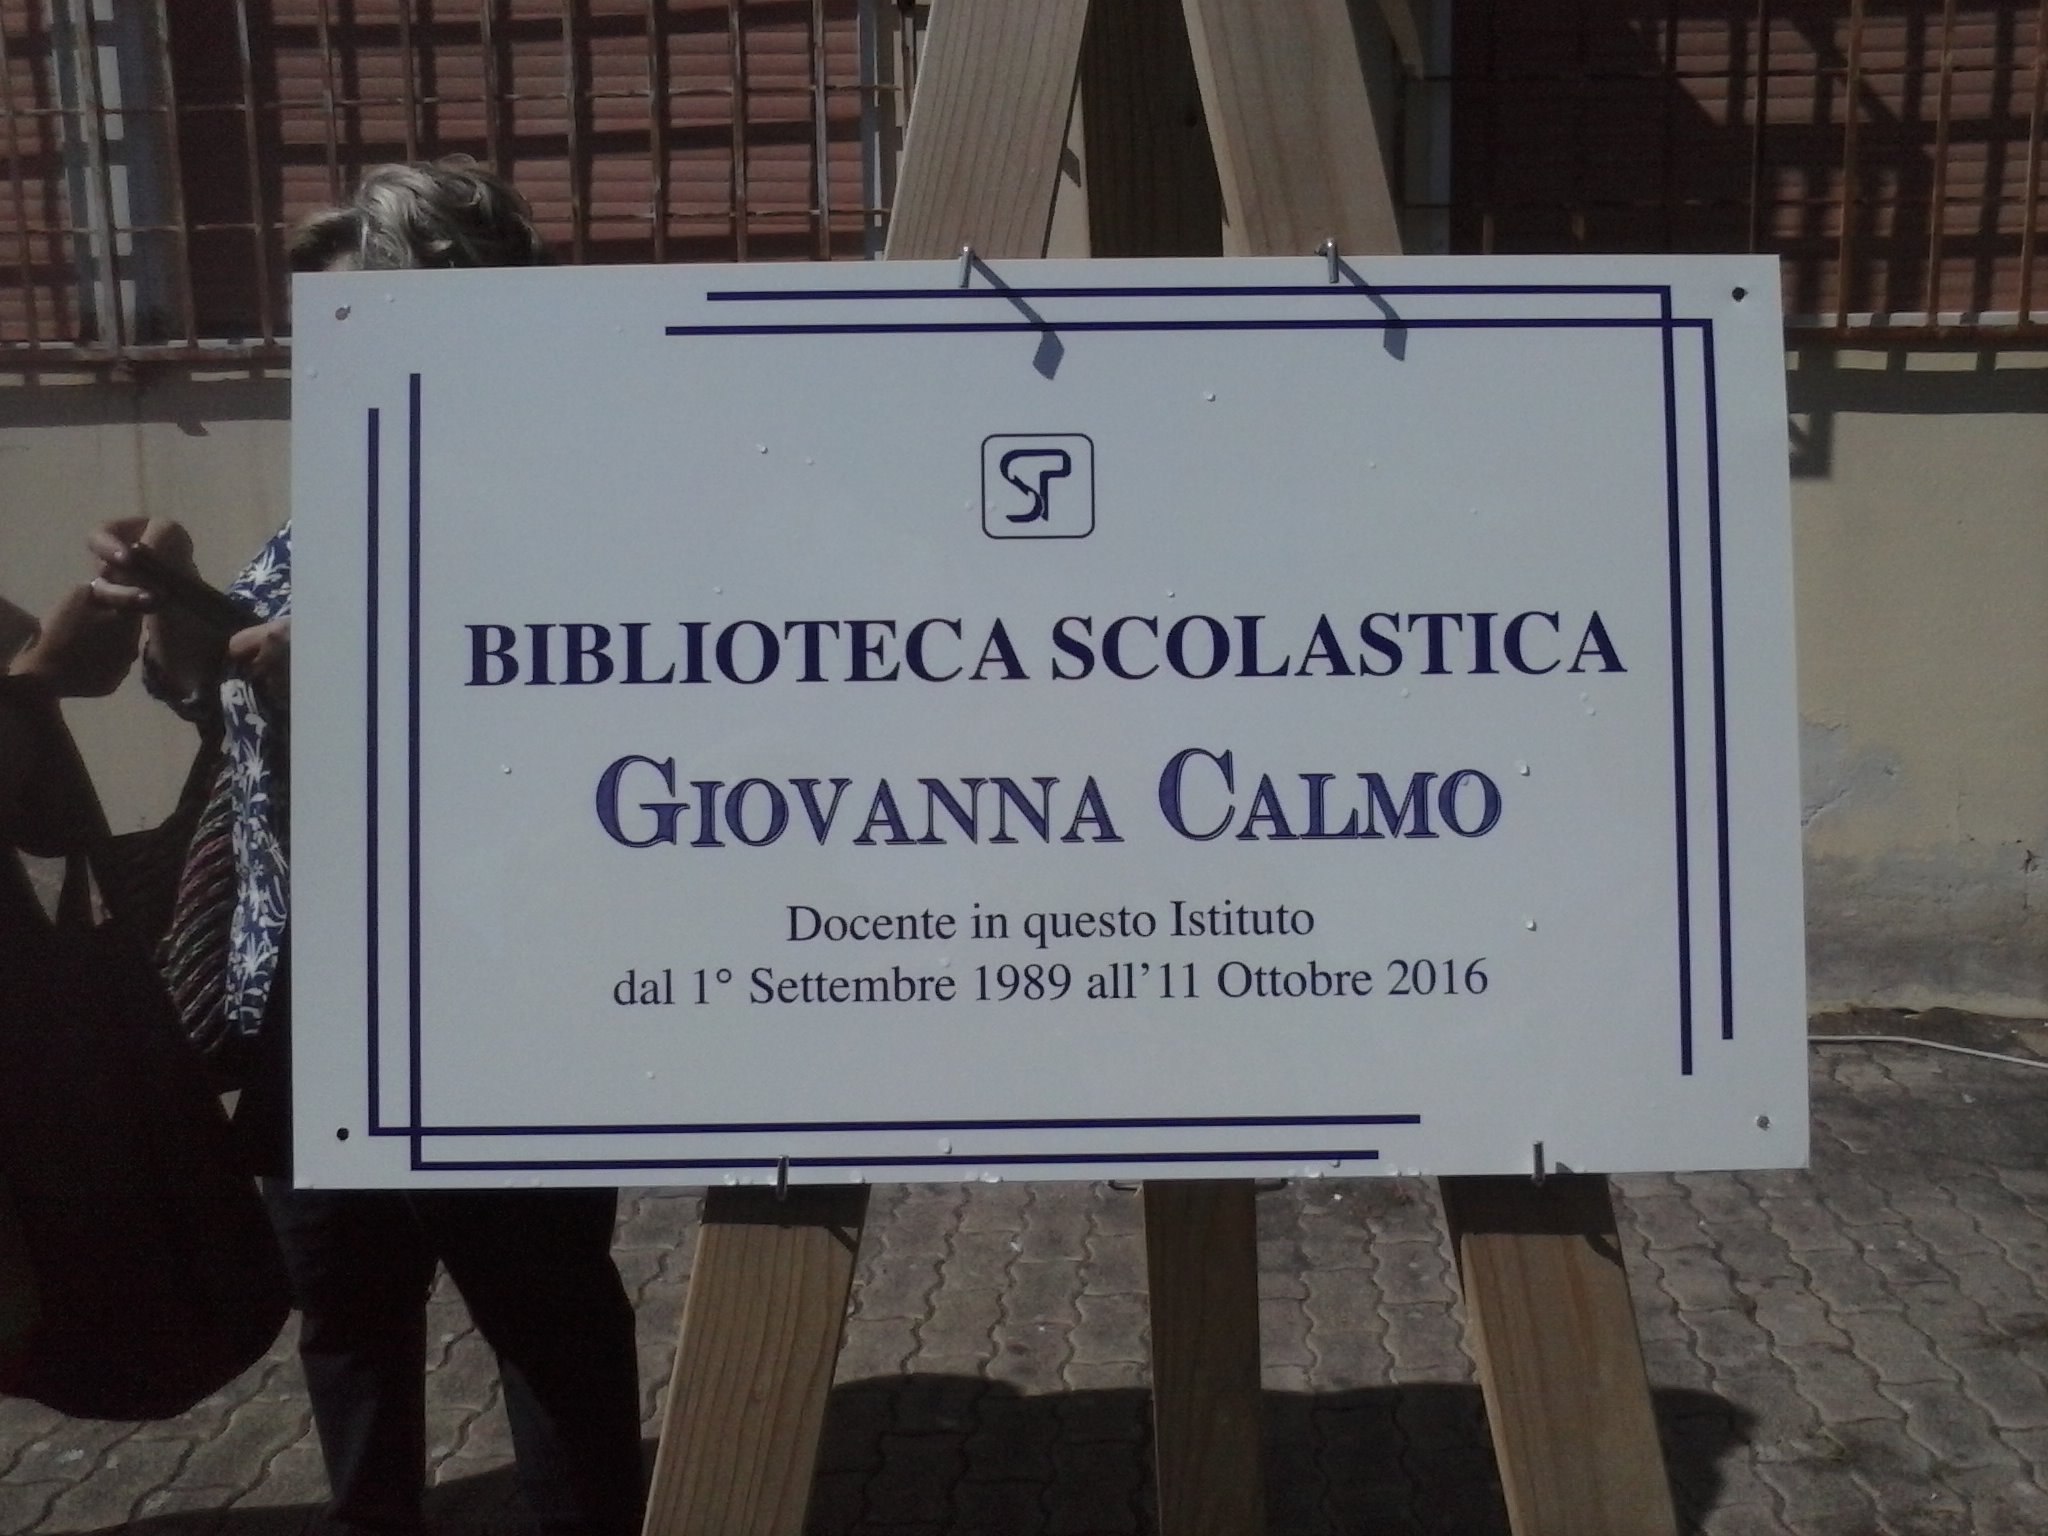 SP
BIBLIOTECA SCOLASTICA
GIOVANNA CALMO
Docente in questo Istituto
dal 1° Settembre 1989 all'11 Ottobre 2016